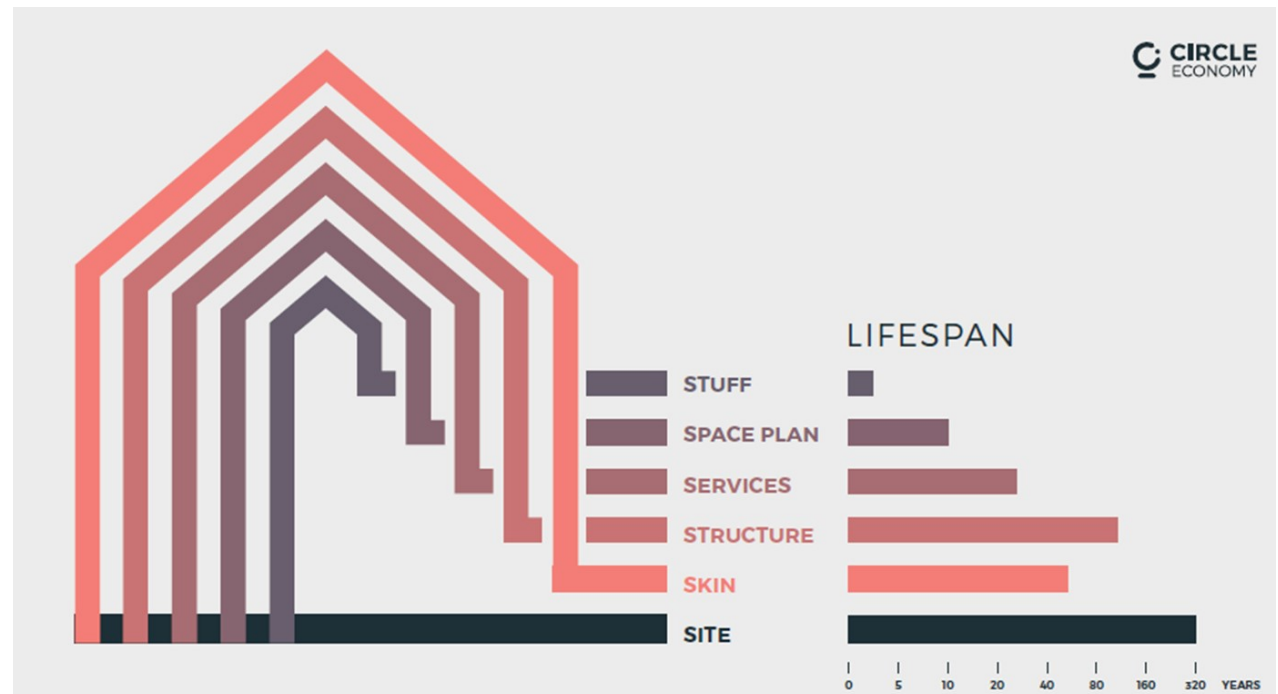 CIRCLE
ECONOMY
LIFESPAN
STUFF
SPACE PLAN
SERVICES
STRUCTURE
SKIN
SITE
0 5 10 20 40 80 160 320 YEARS